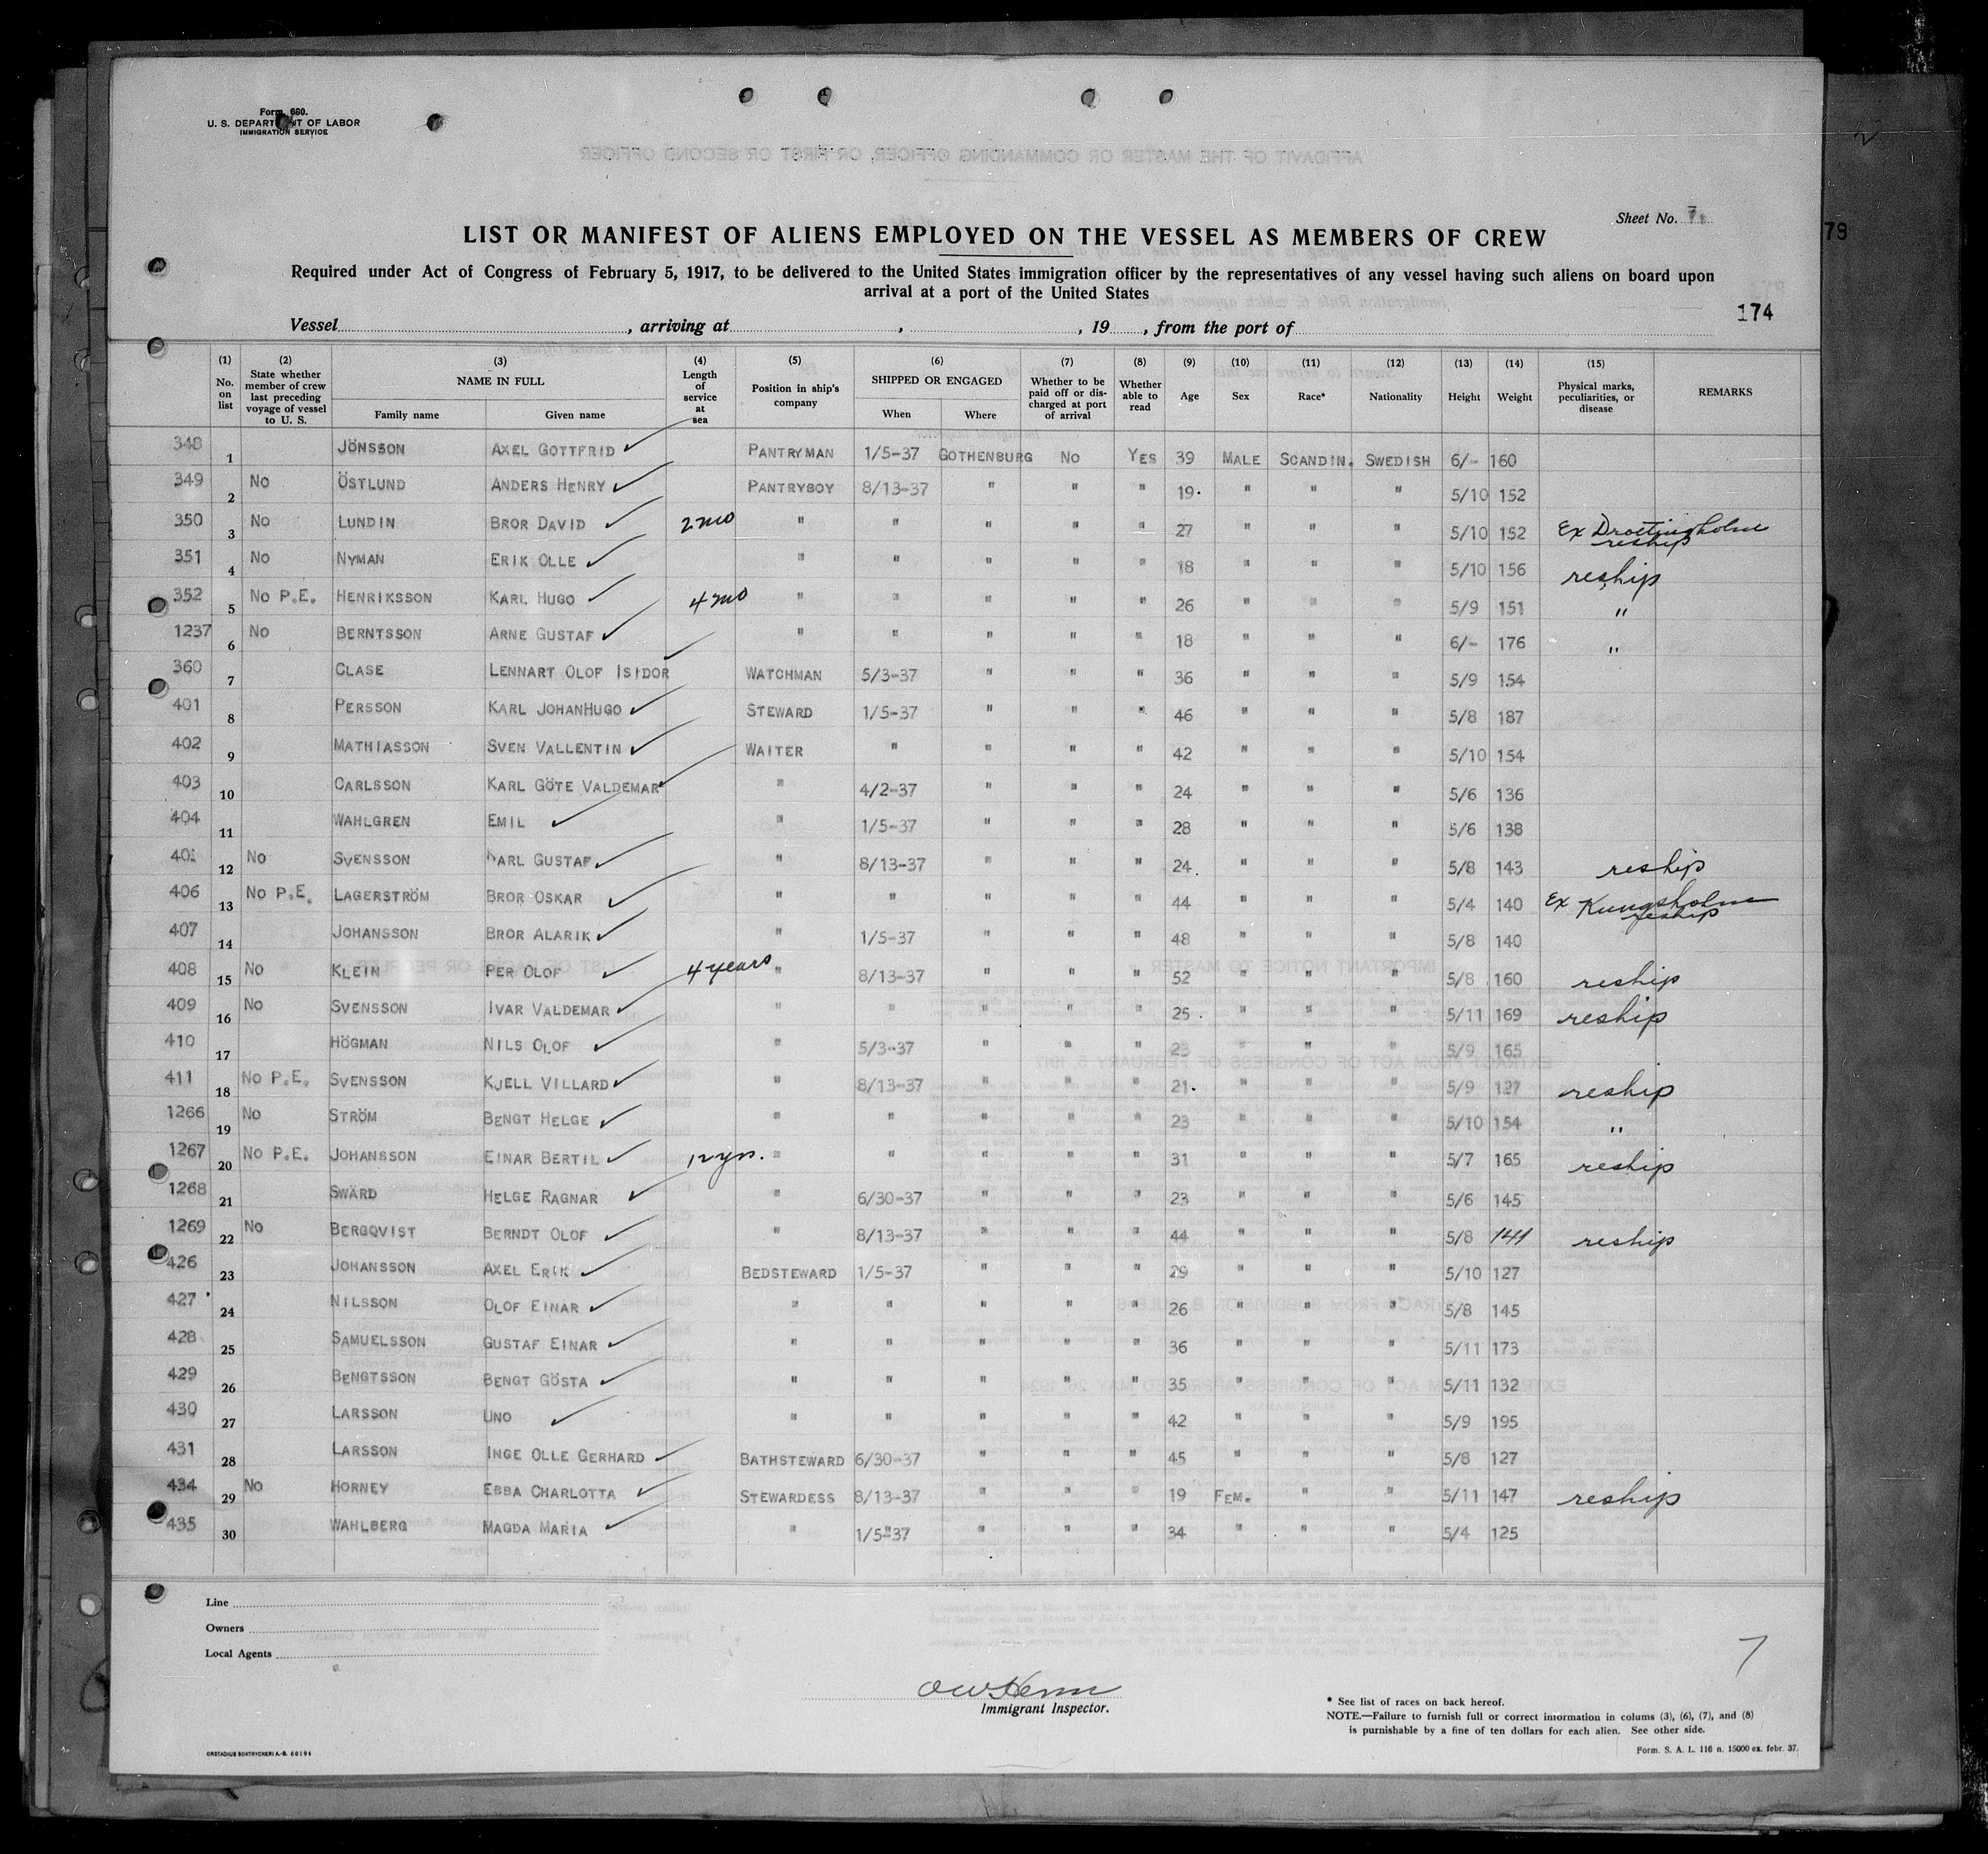 Form 680.
U. S. DEPARTMENT OF LABOR
IMMIGRATION SERVICE
Sheet No. 7.
79
LIST OR MANIFEST OF ALIENS EMPLOYED ON THE VESSEL AS MEMBERS OF CREW
Required under Act of Congress of February 5, 1917, to be delivered to the United States immigration officer by the representatives of any vessel having such aliens on board upon
arrival at a port of the United States
174
Vessel , arriving at , , 19 , from the port of
(1) No. on list (2) State whether member of crew last preceding voyage of vessel to U. S. (3) NAME IN FULL Family name Given name (4) Length of service at sea (5) Position in ship's company (6) SHIPPED OR ENGAGED When Where (7) Whether to be paid off or discharged at port of arrival (8) Whether able to read (9) Age (10) Sex (11) Race* (12) Nationality (13) Height (14) Weight (15) Physical marks, peculiarities, or disease REMARKS
348 1 JÖNSSON AXEL GOTTFRID PANTRYMAN 1/5-37 GOTHENBURG NO YES 39 MALE SCANDIN. SWEDISH 6/- 160
349 2 NO ÖSTLUND ANDERS HENRY PANTRYBOY 8/13-37 " " " 19. " " " 5/10 152
350 3 NO LUNDIN BROR DAVID 2 mo " " " " " 27 " " " 5/10 152 Ex Drottingholm reship
351 4 NO NYMAN ERIK OLLE " " " " " 18 " " " 5/10 156 reship
352 5 NO P.E. HENRIKSSON KARL HUGO 4 mo " " " " " 26 " " " 5/9 151 "
1237 6 NO BERNTSSON ARNE GUSTAF " " " " " 18 " " " 6/- 176 "
360 7 CLASE LENNART OLOF ISIDOR WATCHMAN 5/3-37 " " " 36 " " " 5/9 154
401 8 PERSSON KARL JOHANHUGO STEWARD 1/5-37 " " " 46 " " " 5/8 187
402 9 MATHIASSON SVEN VALLENTIN WAITER " " " " 42 " " " 5/10 154
403 10 CARLSSON KARL GÖTE VALDEMAR " 4/2-37 " " " 24 " " " 5/6 136
404 11 WAHLGREN EMIL " 1/5-37 " " " 28 " " " 5/6 138
12 NO SVENSSON KARL GUSTAF " 8/13-37 " " " 24. " " " 5/8 143 reship
406 13 NO P.E. LAGERSTRÖM BROR OSKAR " " " " " 44 " " " 5/4 140 Ex Kungsholm reship
407 14 JOHANSSON BROR ALARIK " 1/5-37 " " " 48 " " " 5/8 140
408 15 NO KLEIN PER OLOF 4 years " 8/13-37 " " " 52 " " " 5/8 160 reship
409 16 NO SVENSSON IVAR VALDEMAR " " " " " 25. " " " 5/11 169 reship
410 17 HÖGMAN NILS OLOF " 5/3-37 " " " 23 " " " 5/9 165
411 18 NO P.E. SVENSSON KJELL VILLARD " 8/13-37 " " " 21. " " " 5/9 127 reship
1266 19 NO STRÖM BENGT HELGE " " " " " 23 " " " 5/10 154 "
1267 20 NO P.E. JOHANSSON EINAR BERTIL 12 yrs. " " " " " 31 " " " 5/7 165 reship
1268 21 SWÄRD HELGE RAGNAR " 6/30-37 " " " 23 " " " 5/6 145
1269 22 NO BERGQVIST BERNDT OLOF " 8/13-37 " " " 44 " " " 5/8 141 reship
426 23 JOHANSSON AXEL ERIK BEDSTEWARD 1/5-37 " " " 29 " " " 5/10 127
427 24 NILSSON OLOF EINAR " " " " " 26 " " " 5/8 145
428 25 SAMUELSSON GUSTAF EINAR " " " " " 36 " " " 5/11 173
429 26 BENGTSSON BENGT GÖSTA " " " " " 35 " " " 5/11 132
430 27 LARSSON UNO " " " " " 42 " " " 5/9 195
431 28 LARSSON INGE OLLE GERHARD BATHSTEWARD 6/30-37 " " " 45 " " " 5/8 127
434 29 NO HORNEY EBBA CHARLOTTA STEWARDESS 8/13-37 " " " 19 FEM. " " 5/11 147 reship
435 30 WAHLBERG MAGDA MARIA " 1/5"37 " " " 34 " " " 5/4 125
Line
Owners
Local Agents
7
Immigrant Inspector.
* See list of races on back hereof.
NOTE.—Failure to furnish full or correct information in colums (3), (6), (7), and (8)
is purnishable by a fine of ten dollars for each alien. See other side.
ORSTADIUS BOKTRYCKERI A.-B. 60194
Form. S. A. L. 116 n. 15000 ex. febr. 37.